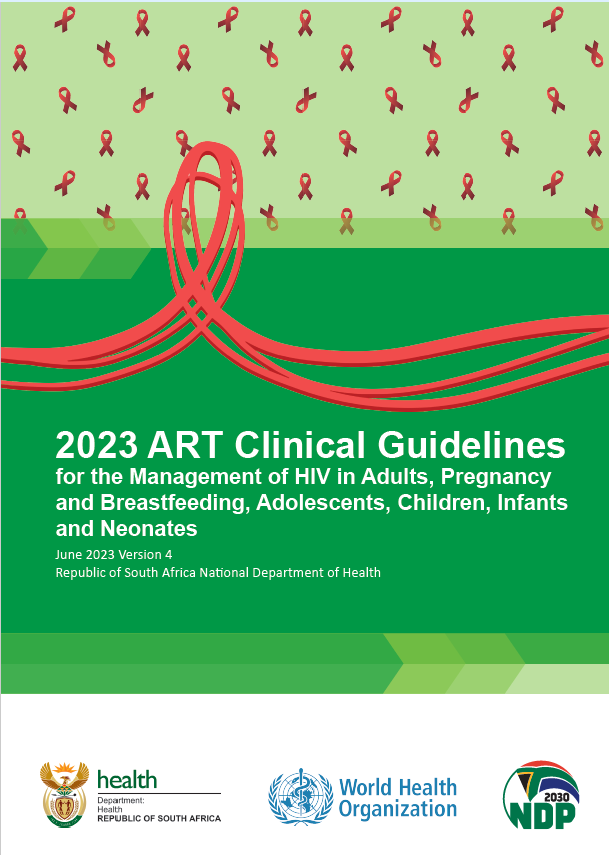 2023 ART Clinical Guidelines
for the Management of HIV in Adults, Pregnancy
and Breastfeeding, Adolescents, Children, Infants
and Neonates
June 2023 Version 4
Republic of South Africa National Department of Health
health
Department:
Health
REPUBLIC OF SOUTH AFRICA
World Health
Organization
2030
NDP